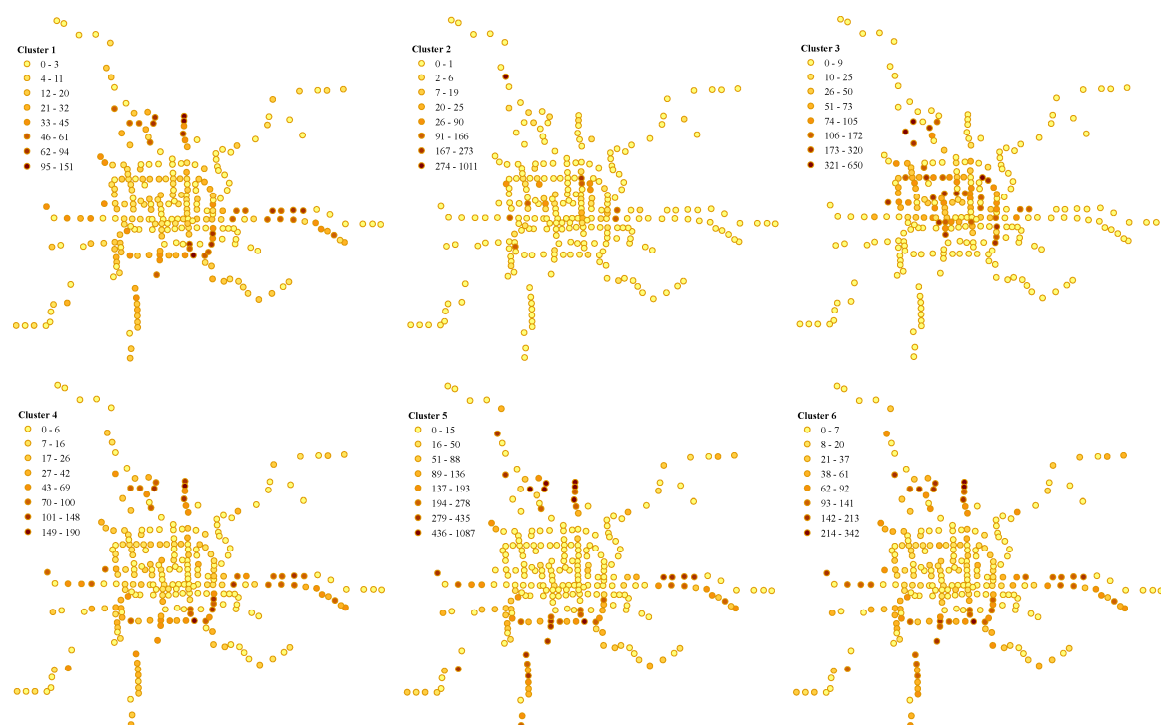 Cluster 1
0 - 3
4 - 11
12 - 20
21 - 32
33 - 45
46 - 61
62 - 94
95 - 151
Cluster 2
0 - 1
2 - 6
7 - 19
20 - 25
26 - 90
91 - 166
167 - 273
274 - 1011
Cluster 3
0 - 9
10 - 25
26 - 50
51 - 73
74 - 105
106 - 172
173 - 320
321 - 650
Cluster 4
0 - 6
7 - 16
17 - 26
27 - 42
43 - 69
70 - 100
101 - 148
149 - 190
Cluster 5
0 - 15
16 - 50
51 - 88
89 - 136
137 - 193
194 - 278
279 - 435
436 - 1087
Cluster 6
0 - 7
8 - 20
21 - 37
38 - 61
62 - 92
93 - 141
142 - 213
214 - 342